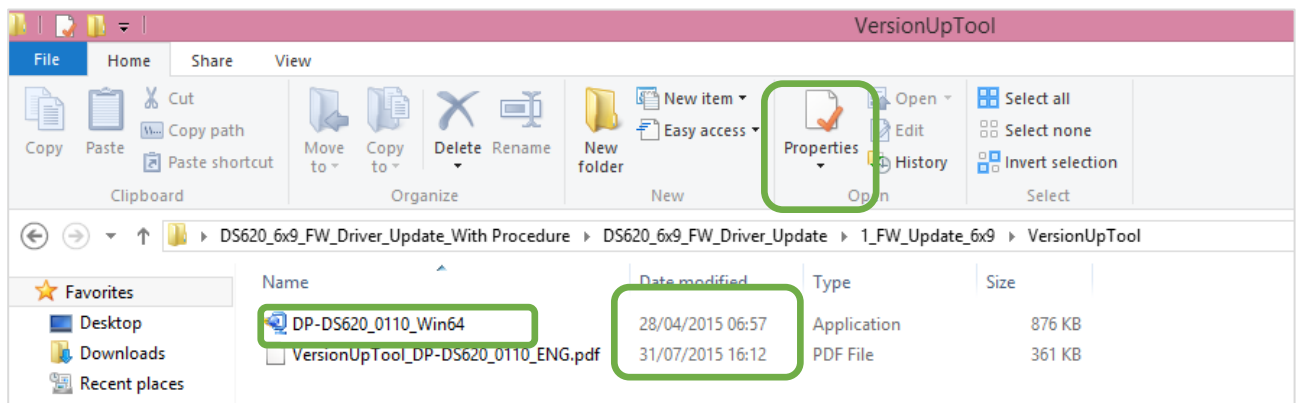 VersionUpTool
File Home Share View
Copy
Paste
Cut
Copy path
Paste shortcut
Clipboard
Move to
Copy to
Delete
Rename
Organize
New folder
New item
Easy access
New
Properties
Open
Edit
History
Open
Select all
Select none
Invert selection
Select
DS620_6x9_FW_Driver_Update_With Procedure DS620_6x9_FW_Driver_Update 1_FW_Update_6x9 VersionUpTool
Favorites
Desktop
Downloads
Recent places
Name Date modified Type Size
DP-DS620_0110_Win64 28/04/2015 06:57 Application 876 KB
VersionUpTool_DP-DS620_0110_ENG.pdf 31/07/2015 16:12 PDF File 361 KB